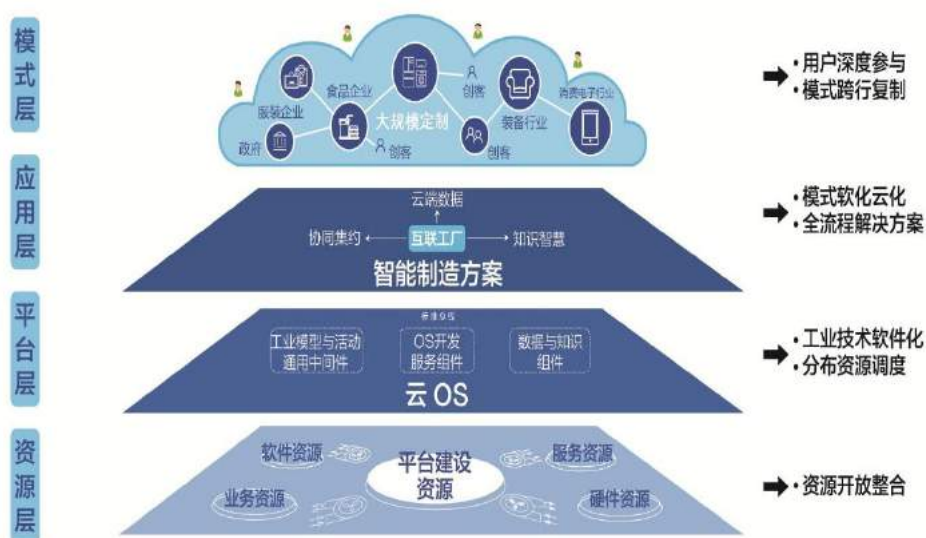 模式层
服装企业
食品企业
政府
大规模定制
创客
创客
创客
装备行业
消费电子行业
• 用户深度参与
• 模式跨行复制
应用层
云端数据
协同集约
互联工厂
知识智慧
智能制造方案
• 模式软化云化
• 全流程解决方案
平台层
工业模型与活动
通用中间件
OS开发
服务组件
数据与知识
组件
云 OS
• 工业技术软件化
• 分布资源调度
资源层
软件资源
业务资源
平台建设
资源
服务资源
硬件资源
• 资源开放整合